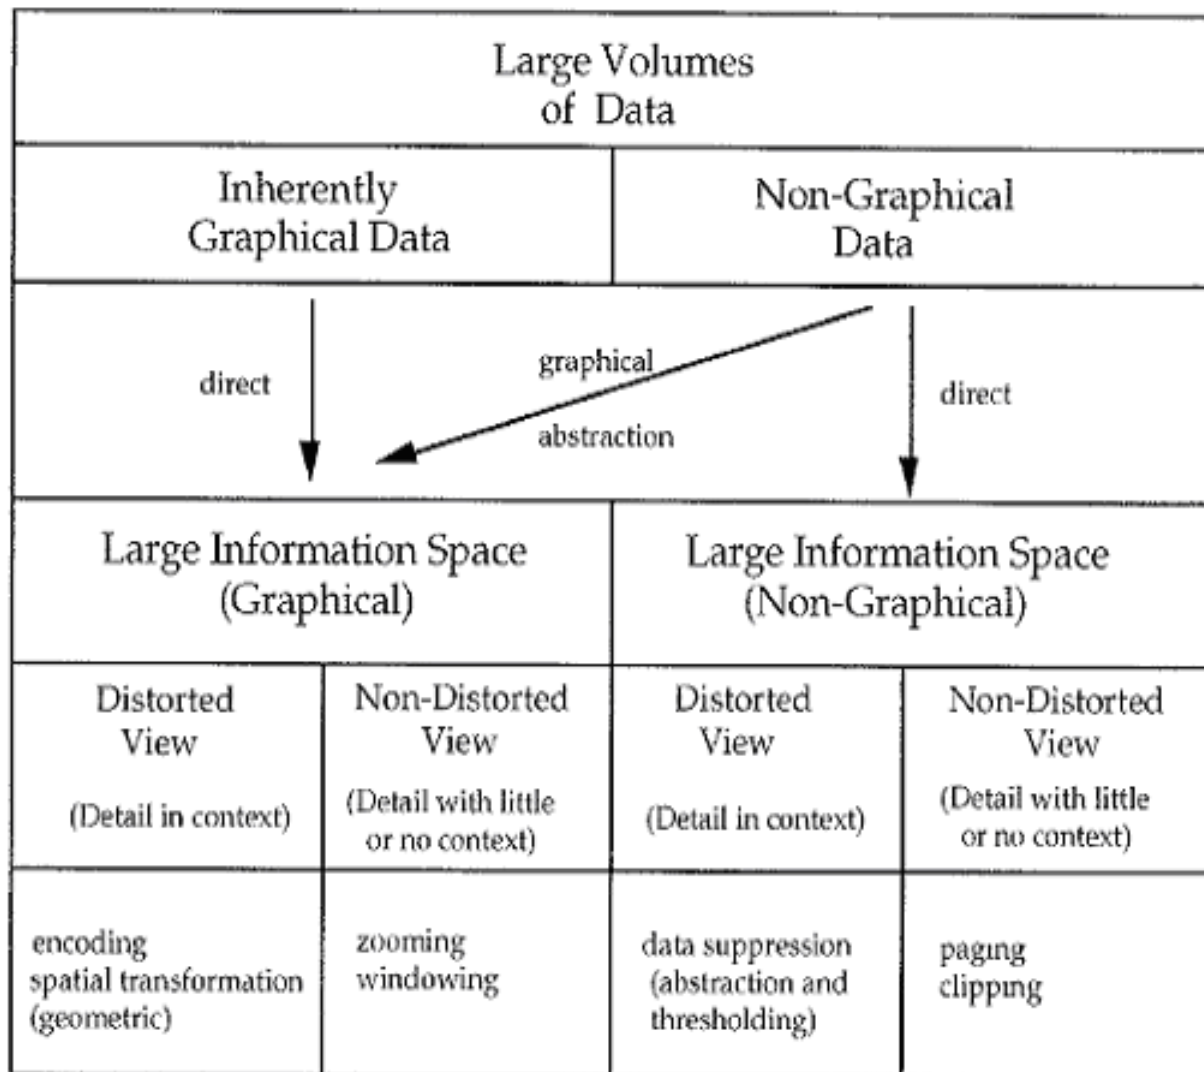 Large Volumes
of Data
Inherently
Graphical Data
Non-Graphical
Data
direct
graphical
abstraction
direct
Large Information Space
(Graphical)
Large Information Space
(Non-Graphical)
Distorted
View
(Detail in context)
Non-Distorted
View
(Detail with little
or no context)
Distorted
View
(Detail in context)
Non-Distorted
View
(Detail with little
or no context)
encoding
spatial transformation
(geometric)
zooming
windowing
data suppression
(abstraction and
thresholding)
paging
clipping